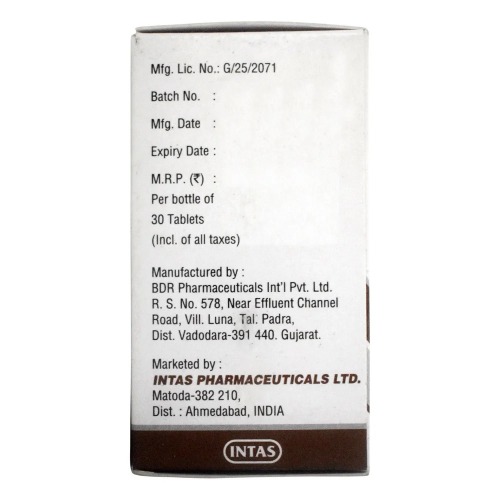 Mfg. Lic. No.: G/25/2071
Batch No. :
Mfg. Date :
Expiry Date :
M.R.P. (₹) :
Per bottle of
30 Tablets
(Incl. of all taxes)
Manufactured by :
BDR Pharmaceuticals Int'l Pvt. Ltd.
R. S. No. 578, Near Effluent Channel
Road, Vill. Luna, Tal. Padra,
Dist. Vadodara-391 440. Gujarat.
Marketed by :
INTAS PHARMACEUTICALS LTD.
Matoda-382 210,
Dist. : Ahmedabad, INDIA
INTAS